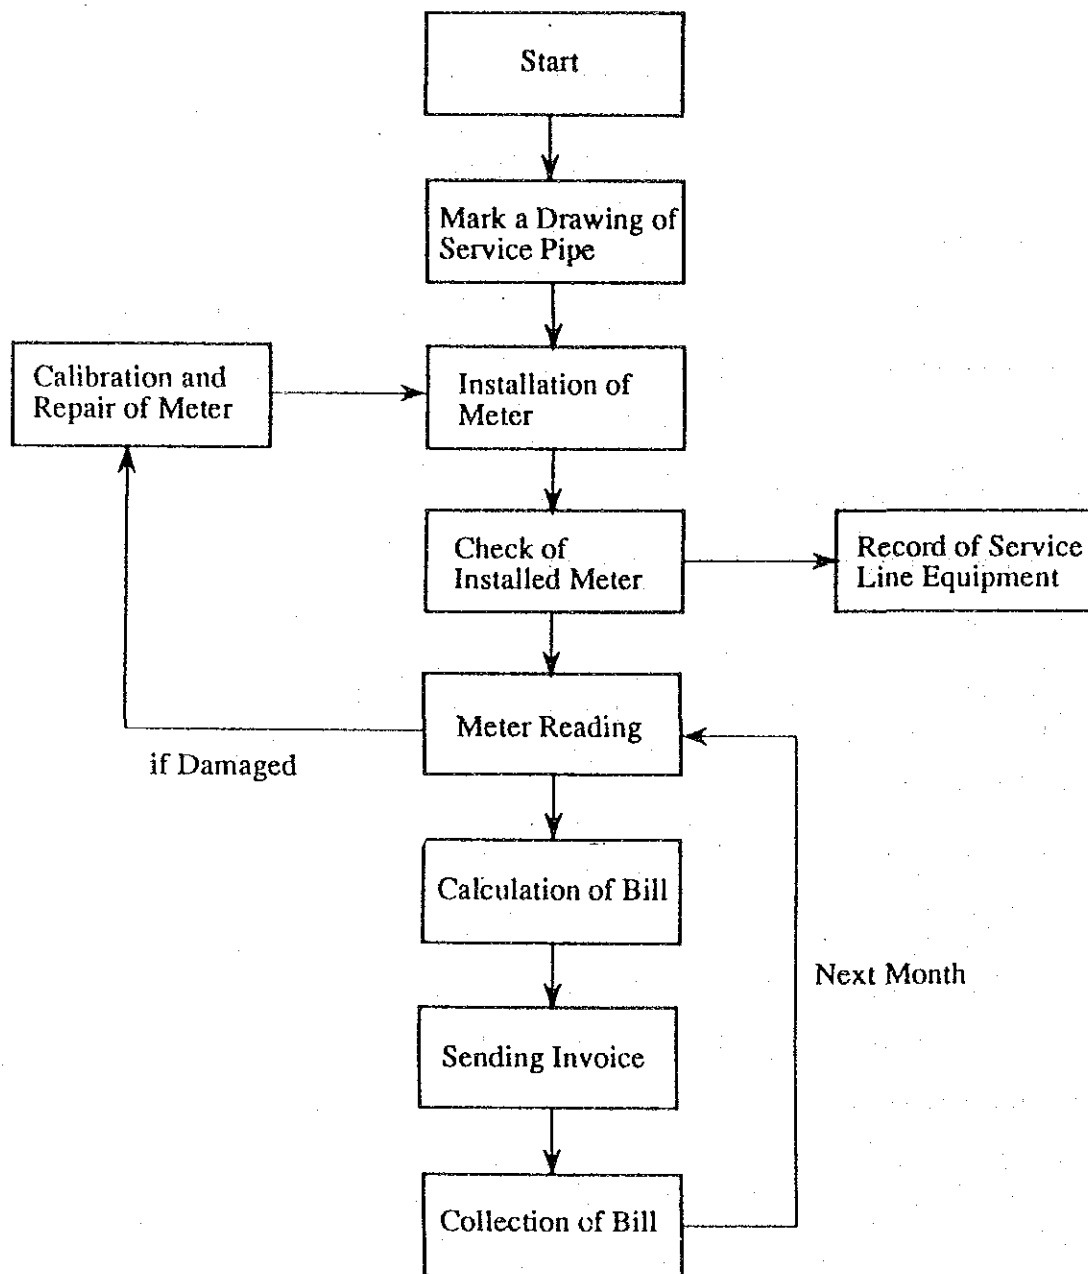 Start
Mark a Drawing of
Service Pipe
Calibration and
Repair of Meter
Installation of
Meter
Check of
Installed Meter
Record of Service
Line Equipment
Meter Reading
if Damaged
Calculation of Bill
Next Month
Sending Invoice
Collection of Bill